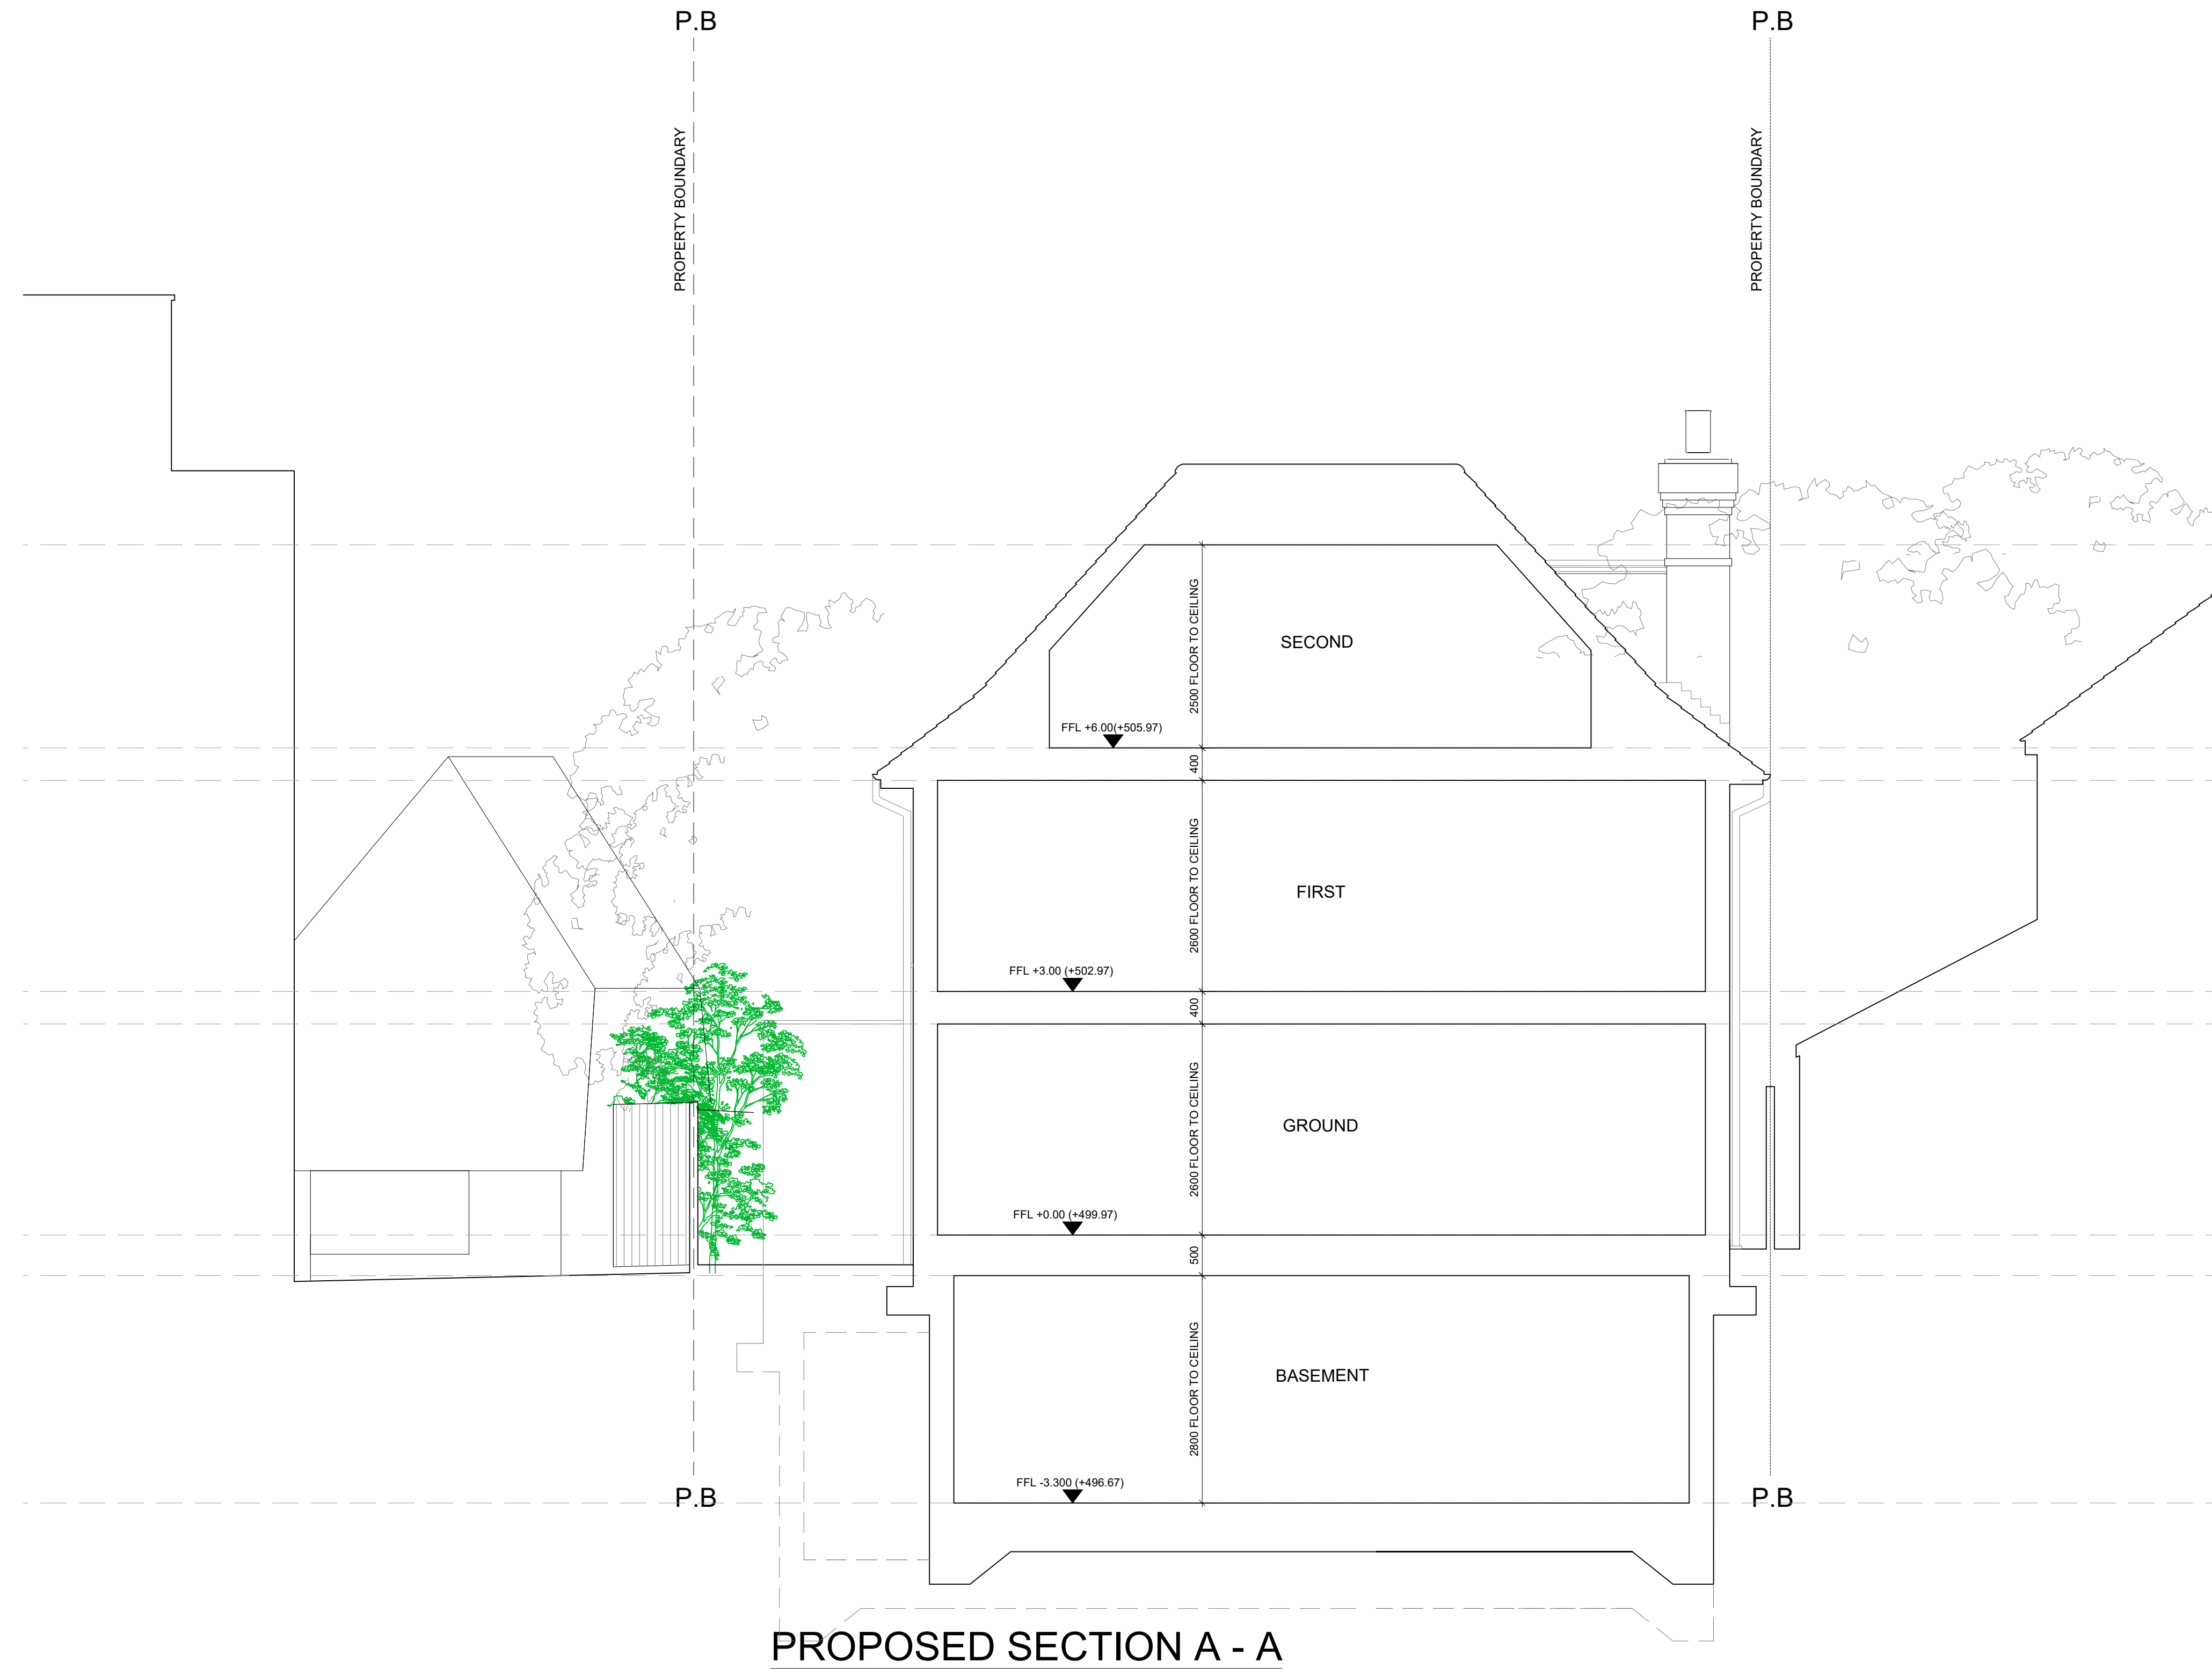 P.B
P.B
PROPERTY BOUNDARY
PROPERTY BOUNDARY
2500 FLOOR TO CEILING
SECOND
FFL +6.00(+505.97)
400
2600 FLOOR TO CEILING
FIRST
FFL +3.00 (+502.97)
400
2600 FLOOR TO CEILING
GROUND
FFL +0.00 (+499.97)
500
2800 FLOOR TO CEILING
BASEMENT
FFL -3.300 (+496.67)
P.B
P.B
PROPOSED SECTION A - A